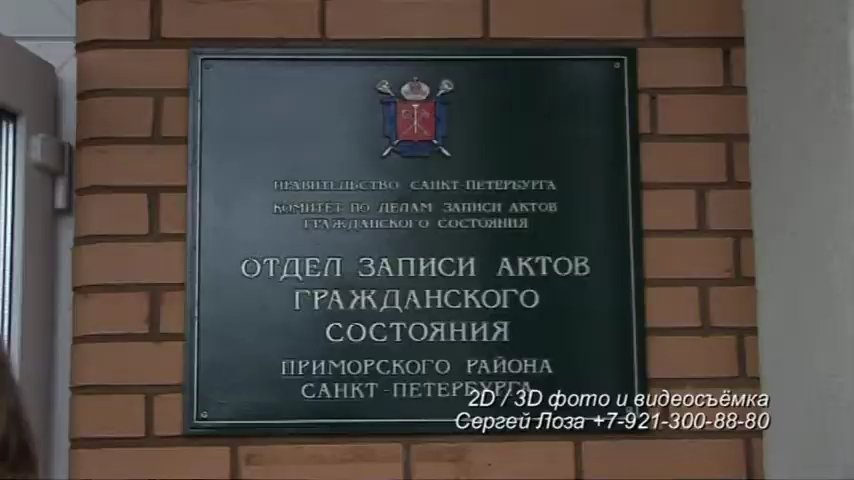 ПРАВИТЕЛЬСТВО САНКТ-ПЕТЕРБУРГА
КОМИТЕТ ПО ДЕЛАМ ЗАПИСИ АКТОВ
ГРАЖДАНСКОГО СОСТОЯНИЯ
ОТДЕЛ ЗАПИСИ АКТОВ
ГРАЖДАНСКОГО
СОСТОЯНИЯ
ПРИМОРСКОГО РАЙОНА
САНКТ-ПЕТЕРБУРГА
2D / 3D фото и видеосъёмка
Сергей Лоза +7-921-300-88-80